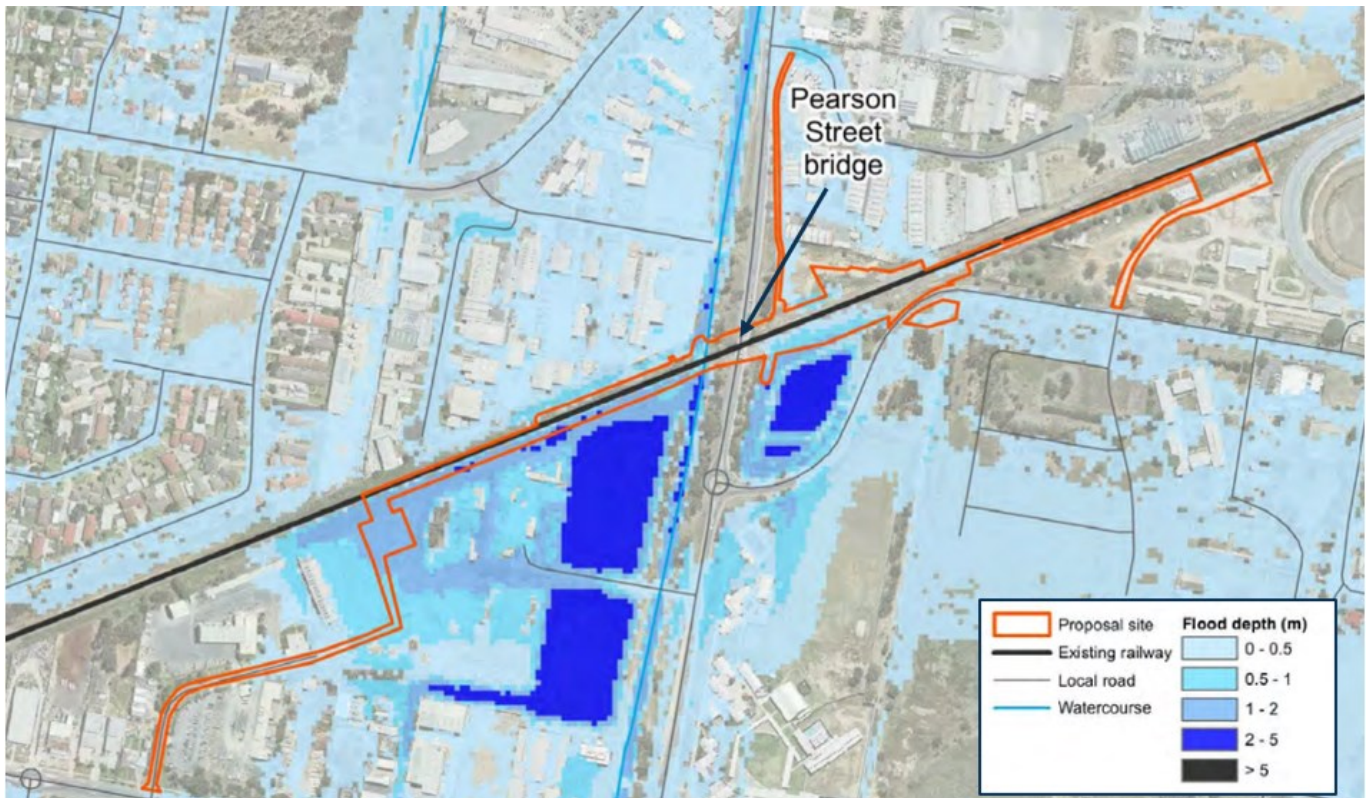 Pearson
Street
bridge
Proposal site
Existing railway
Local road
Watercourse
Flood depth (m)
0 - 0.5
0.5 - 1
1 - 2
2 - 5
> 5